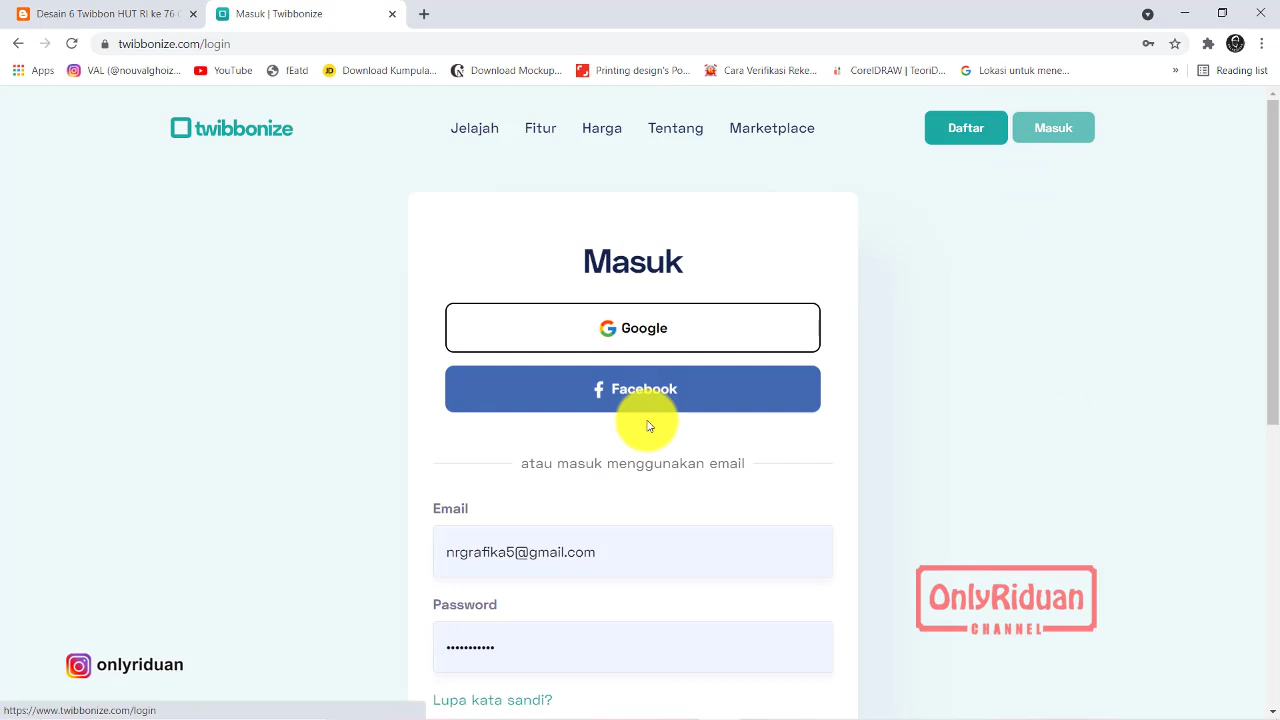 Desain 6 Twibbon HUT RI ke 76
Masuk | Twibbonize
twibbonize.com/login
Apps
VAL (@nouvalghoiz...
YouTube
fEatd
Download Kumpula...
Download Mockup...
Printing design's Po...
Cara Verifikasi Reke...
CorelDRAW | TeoriD...
Lokasi untuk mene...
»
Reading list
twibbonize
Jelajah
Fitur
Harga
Tentang
Marketplace
Daftar
Masuk
Masuk
Google
Facebook
atau masuk menggunakan email
Email
nrgrafika5@gmail.com
Password
•••••••••••
Lupa kata sandi?
OnlyRiduan
CHANNEL
onlyriduan
https://www.twibbonize.com/login